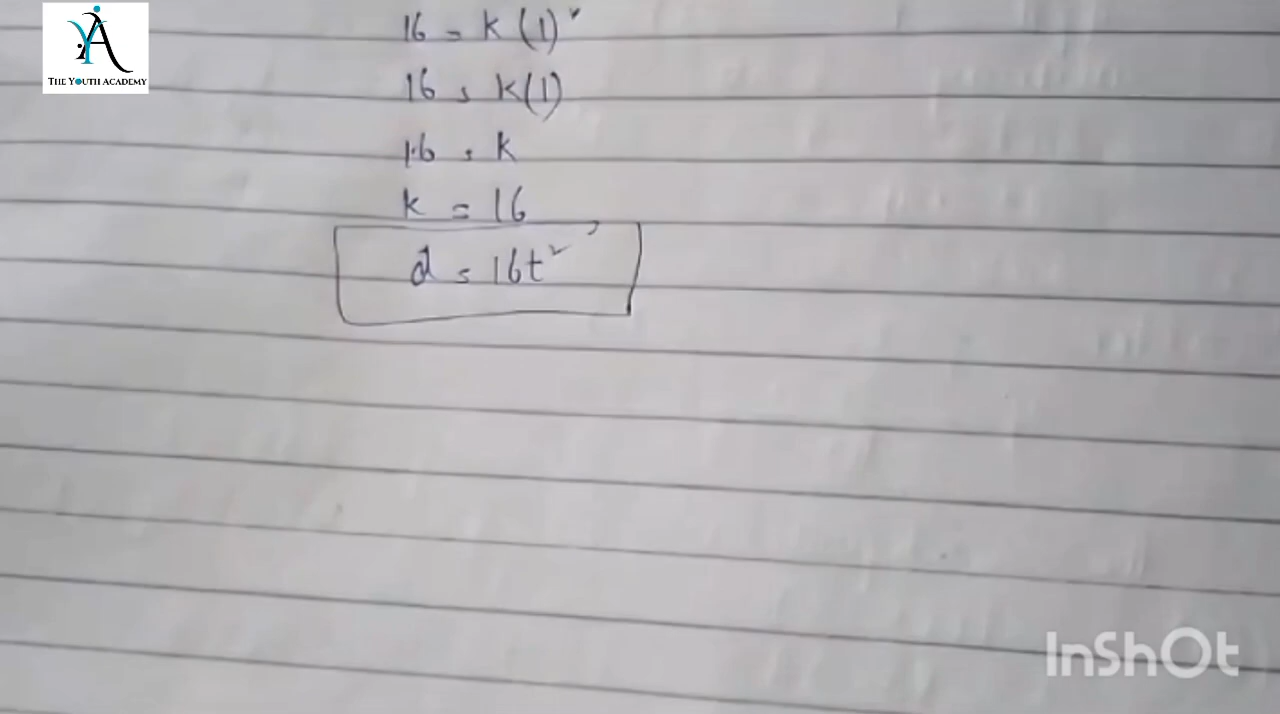 THE YOUTH ACADEMY
16 = k (1)²
16 = k(1)
16 = k
k = 16
d = 16t²
InShOt